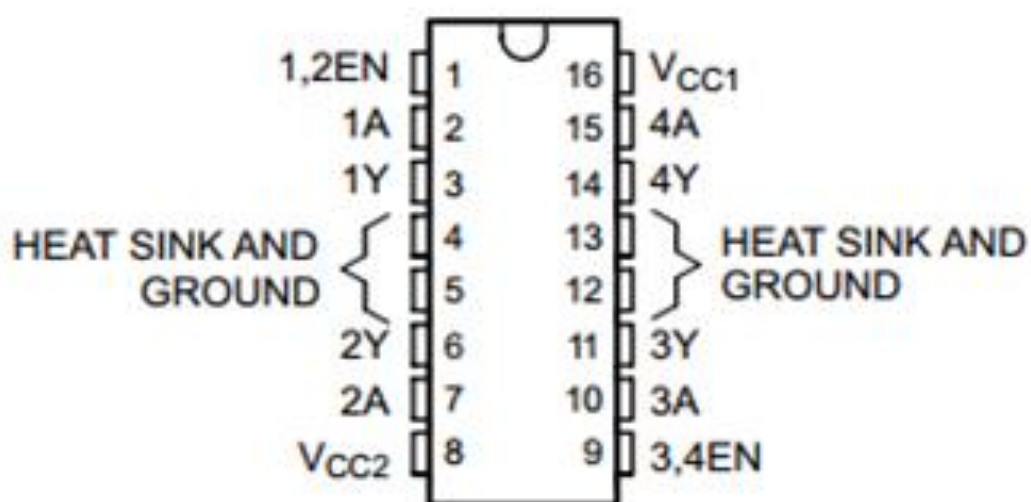 1,2EN 1 16 VCC1
1A 2 15 4A
1Y 3 14 4Y
HEAT SINK AND 4 13 HEAT SINK AND
GROUND 5 12 GROUND
2Y 6 11 3Y
2A 7 10 3A
VCC2 8 9 3,4EN